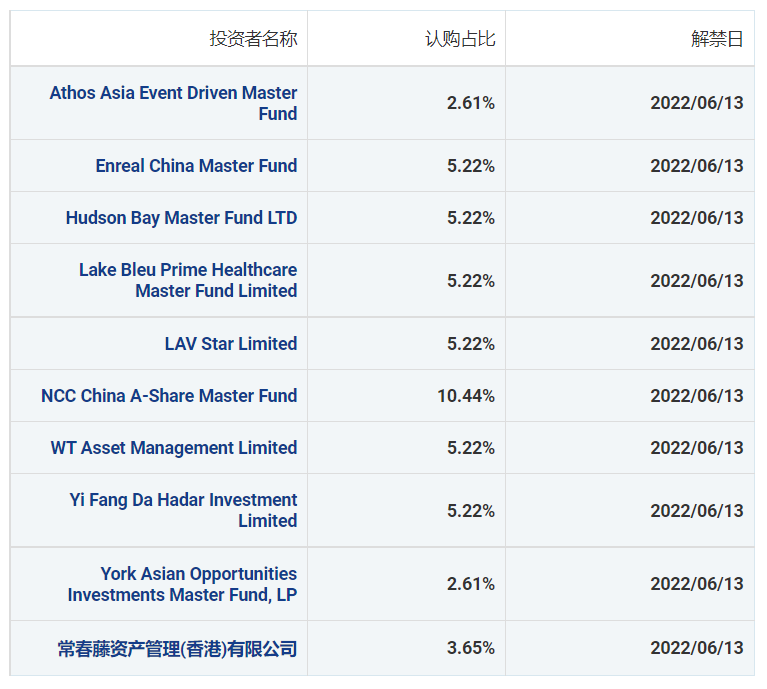 投资者名称 认购占比 解禁日
Athos Asia Event Driven Master
Fund 2.61% 2022/06/13
Enreal China Master Fund 5.22% 2022/06/13
Hudson Bay Master Fund LTD 5.22% 2022/06/13
Lake Bleu Prime Healthcare
Master Fund Limited 5.22% 2022/06/13
LAV Star Limited 5.22% 2022/06/13
NCC China A-Share Master Fund 10.44% 2022/06/13
WT Asset Management Limited 5.22% 2022/06/13
Yi Fang Da Hadar Investment
Limited 5.22% 2022/06/13
York Asian Opportunities
Investments Master Fund, LP 2.61% 2022/06/13
常春藤资产管理(香港)有限公司 3.65% 2022/06/13